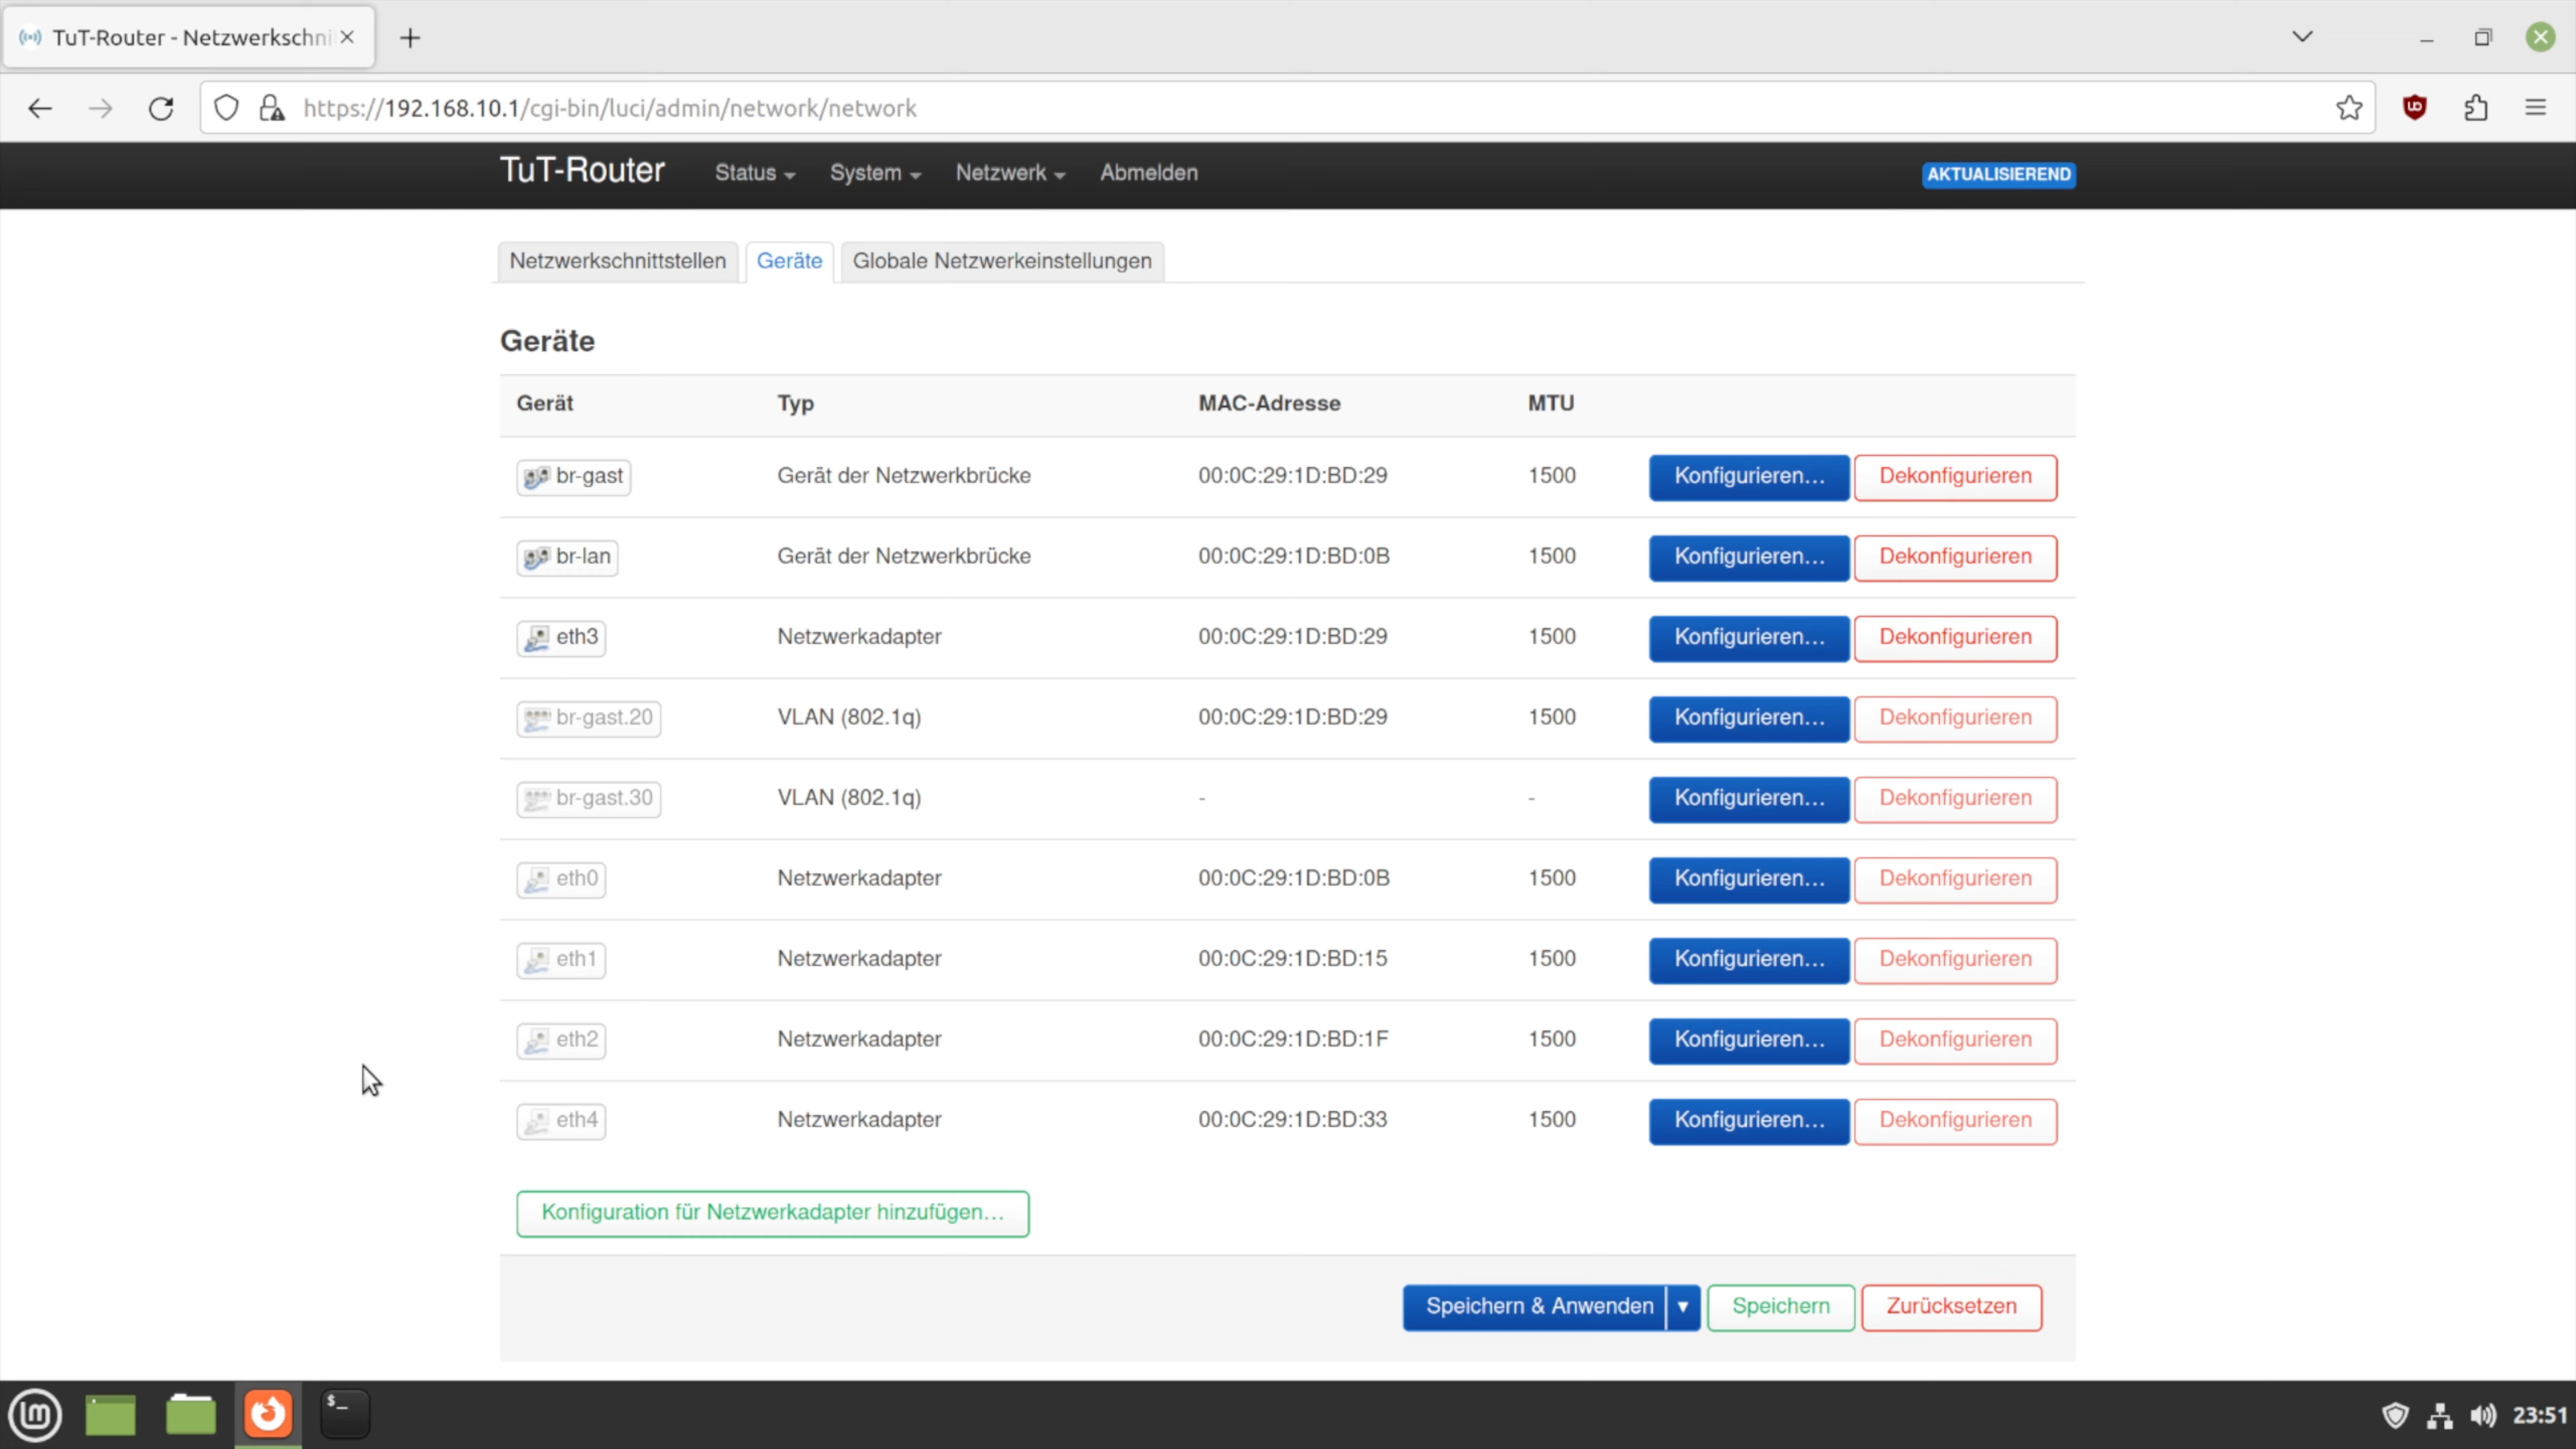 TuT-Router - Netzwerkschni
https://192.168.10.1/cgi-bin/luci/admin/network/network
TuT-Router Status System Netzwerk Abmelden AKTUALISIEREND
Netzwerkschnittstellen Geräte Globale Netzwerkeinstellungen
Geräte
Gerät Typ MAC-Adresse MTU
br-gast Gerät der Netzwerkbrücke 00:0C:29:1D:BD:29 1500 Konfigurieren... Dekonfigurieren
br-lan Gerät der Netzwerkbrücke 00:0C:29:1D:BD:0B 1500 Konfigurieren... Dekonfigurieren
eth3 Netzwerkadapter 00:0C:29:1D:BD:29 1500 Konfigurieren... Dekonfigurieren
br-gast.20 VLAN (802.1q) 00:0C:29:1D:BD:29 1500 Konfigurieren... Dekonfigurieren
br-gast.30 VLAN (802.1q) - - Konfigurieren... Dekonfigurieren
eth0 Netzwerkadapter 00:0C:29:1D:BD:0B 1500 Konfigurieren... Dekonfigurieren
eth1 Netzwerkadapter 00:0C:29:1D:BD:15 1500 Konfigurieren... Dekonfigurieren
eth2 Netzwerkadapter 00:0C:29:1D:BD:1F 1500 Konfigurieren... Dekonfigurieren
eth4 Netzwerkadapter 00:0C:29:1D:BD:33 1500 Konfigurieren... Dekonfigurieren
Konfiguration für Netzwerkadapter hinzufügen...
Speichern & Anwenden Speichern Zurücksetzen
$_
23:51